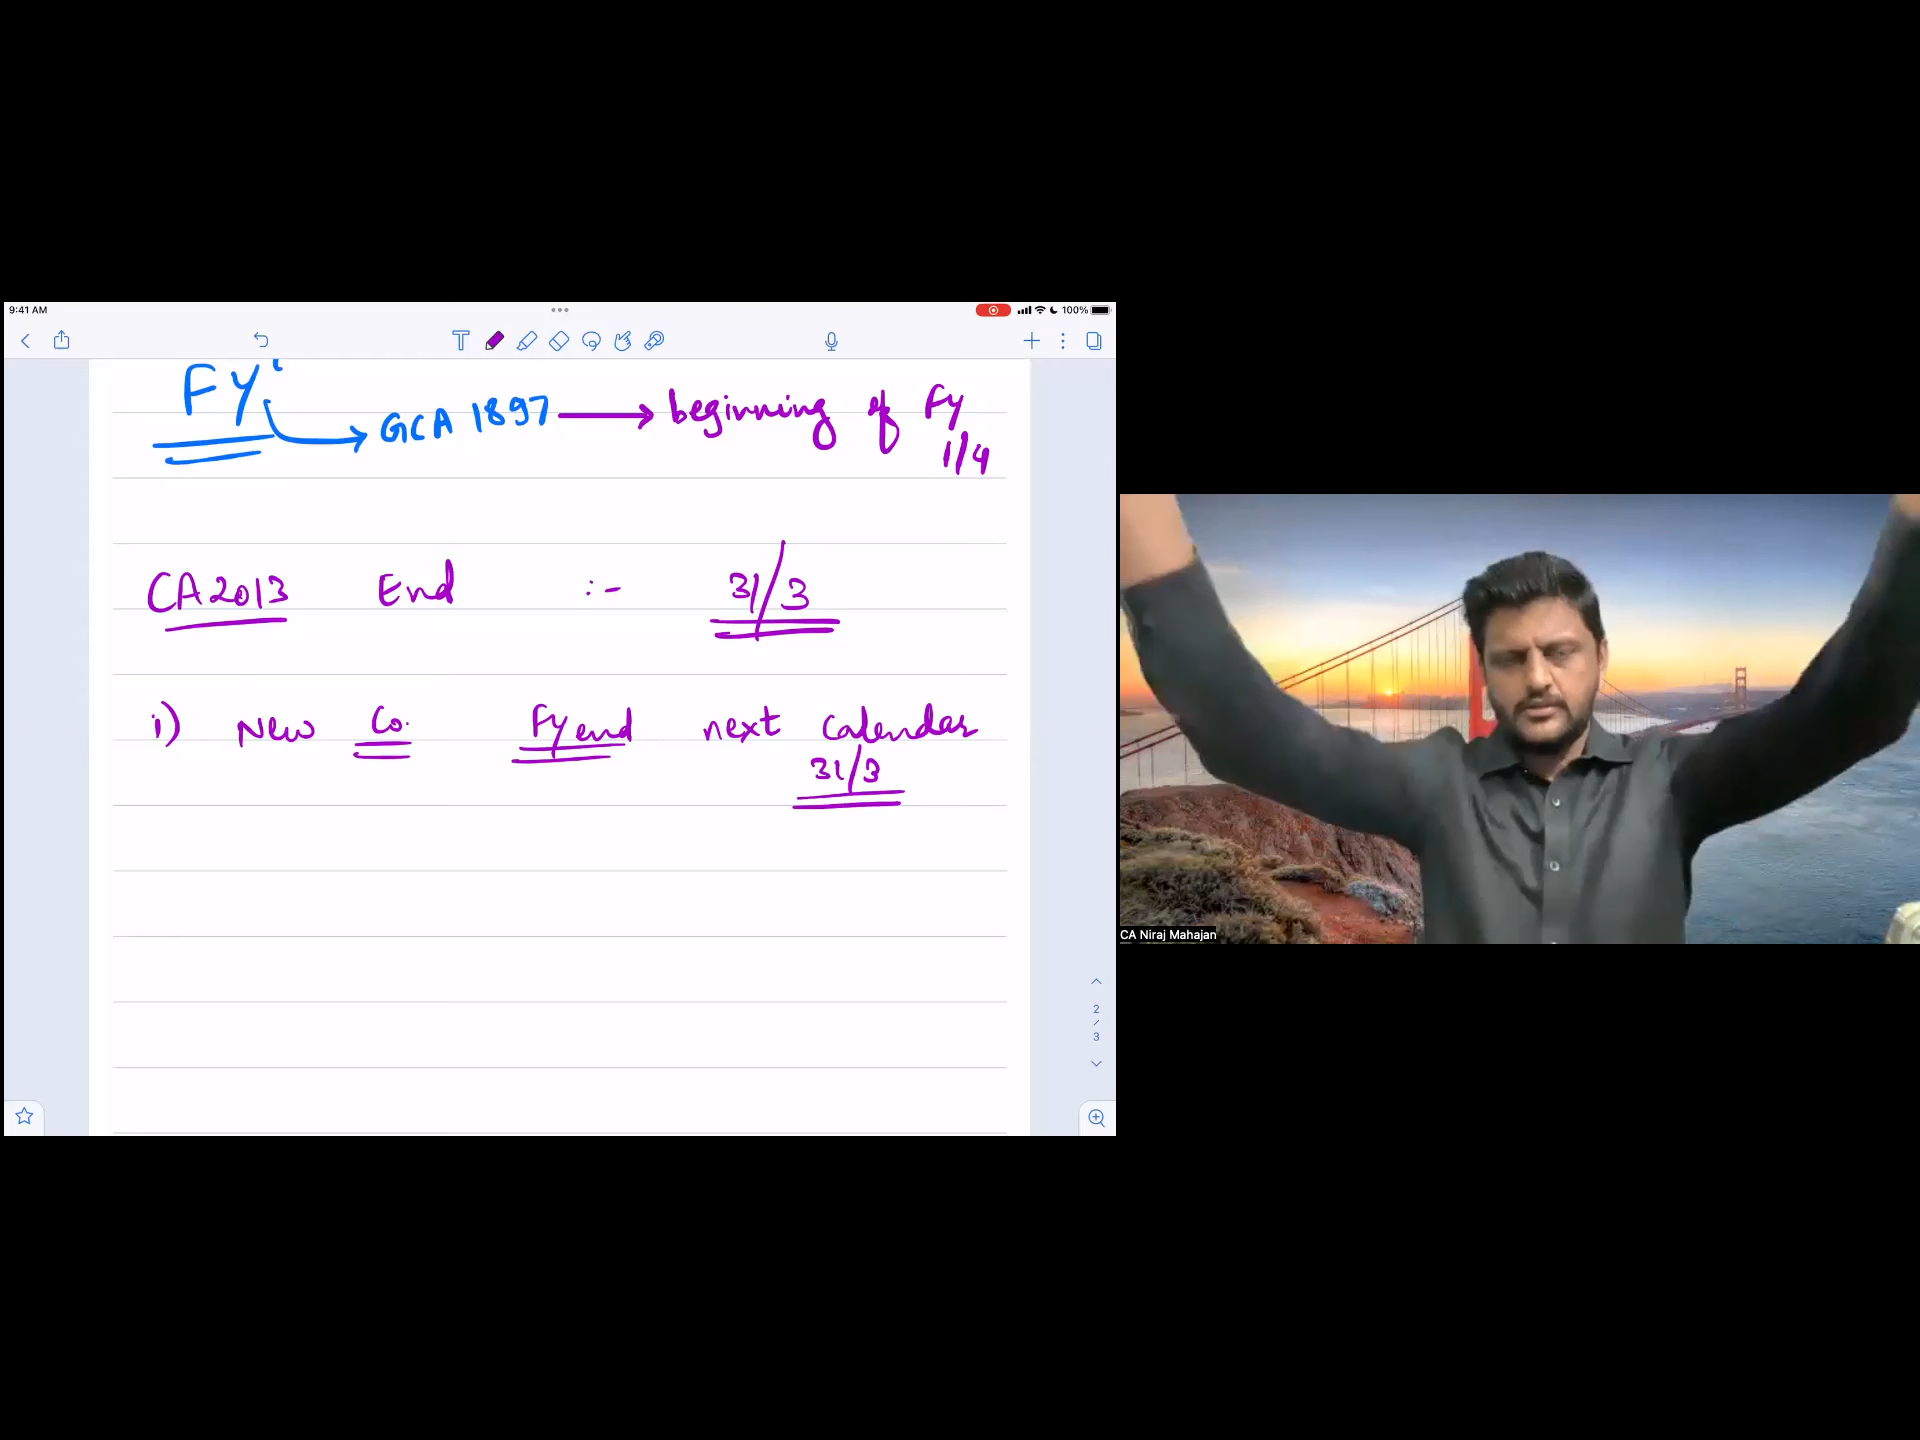 9:41 AM
100%
FY
GCA 1897 → beginning of FY
1/4
CA 2013 End :- 31/3
i) New Co. Fy end next calendar
31/3
2
/
3
CA Niraj Mahajan